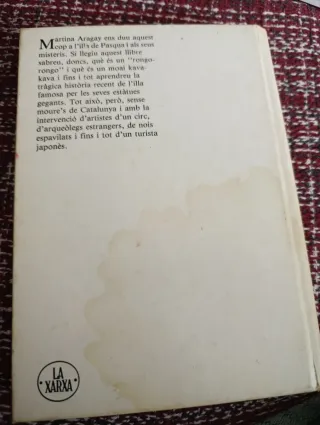 Martina Aragay ens duu aquest
cop a l'illa de Pasqua i als seus
misteris. Si llegiu aquest llibre
sabreu, doncs, què és un "rongo-
rongo" i què és un moai kava-
kava i fins i tot aprendreu la
tràgica història recent de l'illa
famosa per les seves estàtues
gegants. Tot això, però, sense
moure's de Catalunya i amb la
intervenció d'artistes d'un circ,
d'arqueòlegs estrangers, de nois
espavilats i fins i tot d'un turista
japonès.
LA
XARXA